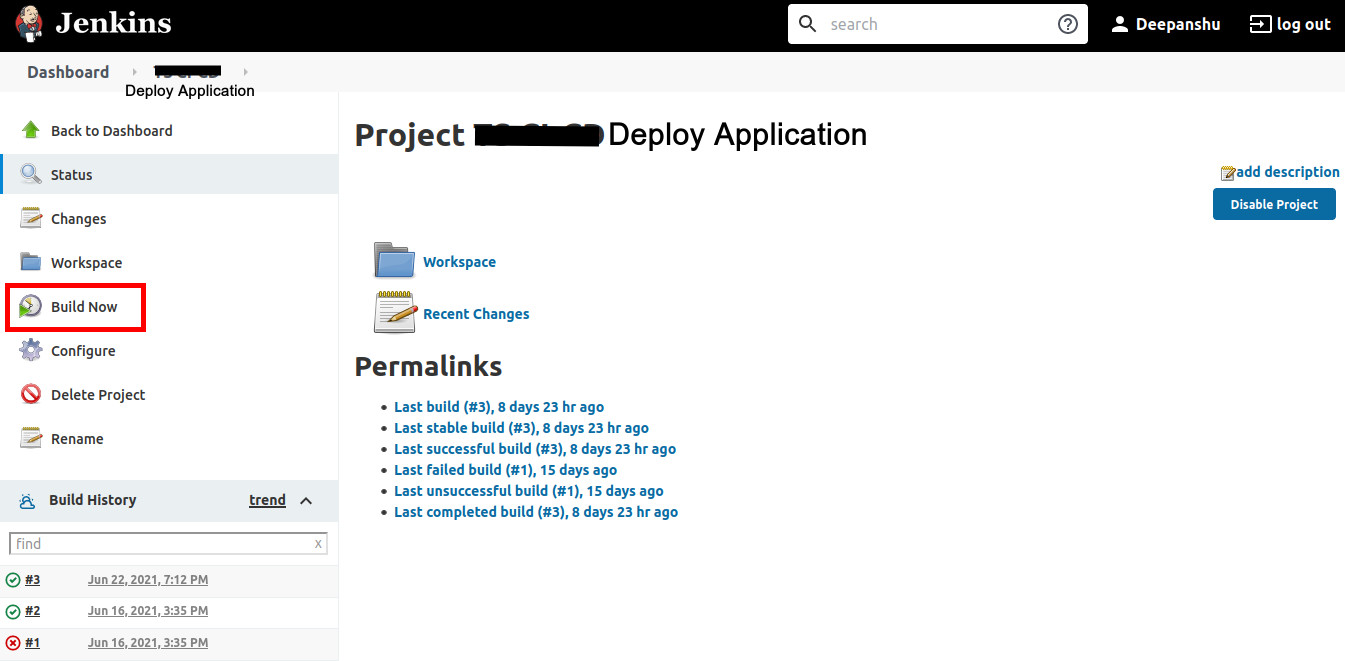 Jenkins
search
Deepanshu
log out
Dashboard
Deploy Application
Back to Dashboard
Status
Changes
Workspace
Build Now
Configure
Delete Project
Rename
Build History trend
find x
#3 Jun 22, 2021, 7:12 PM
#2 Jun 16, 2021, 3:35 PM
#1 Jun 16, 2021, 3:35 PM
Project Deploy Application
add description
Disable Project
Workspace
Recent Changes
Permalinks
Last build (#3), 8 days 23 hr ago
Last stable build (#3), 8 days 23 hr ago
Last successful build (#3), 8 days 23 hr ago
Last failed build (#1), 15 days ago
Last unsuccessful build (#1), 15 days ago
Last completed build (#3), 8 days 23 hr ago